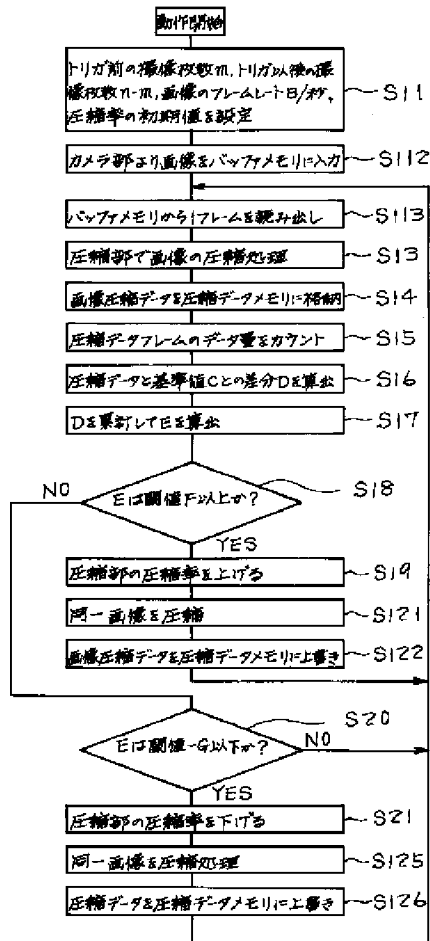 動作開始
トリガ前の撮像枚数m,トリガ以後の撮
像枚数n-m,画像のフレームレートB/秒,
圧縮率の初期値を設定
S11
カメラ部より画像をバッファメモリに入力
S112
バッファメモリから1フレームを読み出し
S113
圧縮部で画像の圧縮処理
S13
画像圧縮データを圧縮データメモリに格納
S14
圧縮データフレームのデータ量をカウント
S15
圧縮データと基準値Cとの差分Dを算出
S16
Dを累計してEを算出
S17
Eは閾値F以上か?
S18
NO
YES
圧縮部の圧縮率を上げる
S19
同一画像を圧縮
S121
画像圧縮データを圧縮データメモリに上書き
S122
Eは閾値-G以下か?
S20
NO
YES
圧縮部の圧縮率を下げる
S21
同一画像を圧縮処理
S125
圧縮データを圧縮データメモリに上書き
S126